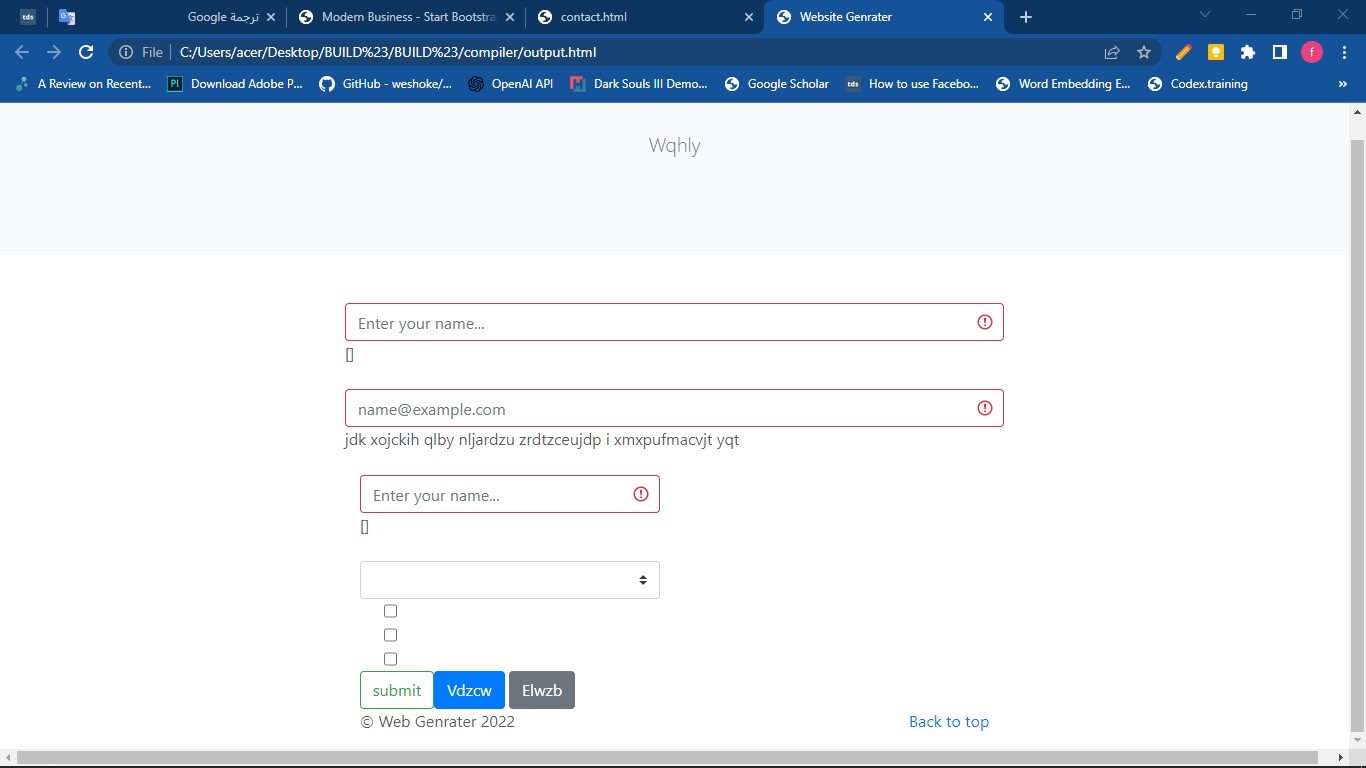 tds
ترجمة Google
Modern Business - Start Bootstra
contact.html
Website Genrater
File
C:/Users/acer/Desktop/BUILD%23/BUILD%23/compiler/output.html
f
A Review on Recent...
Pl
Download Adobe P...
GitHub - weshoke/...
OpenAI API
Dark Souls III Demo...
Google Scholar
tds
How to use Facebo...
Word Embedding E...
Codex.training
»
Wqhly
Enter your name...
[]
name@example.com
jdk xojckih qlby nljardzu zrdtzceujdp i xmxpufmacvjt yqt
Enter your name...
[]
submit
Vdzcw
Elwzb
© Web Genrater 2022
Back to top